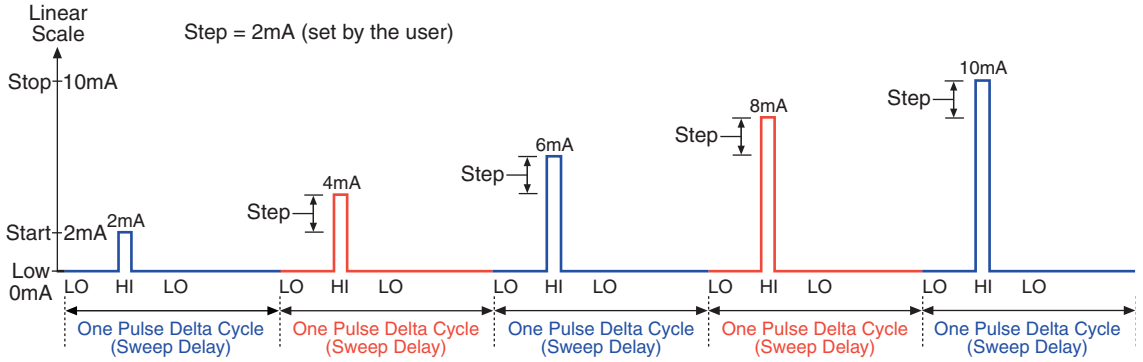 Linear
Scale
Step = 2mA (set by the user)
Stop 10mA
Start 2mA
Low
0mA
2mA
4mA
6mA
8mA
10mA
Step
Step
Step
Step
LO HI LO
LO HI LO
LO HI LO
LO HI LO
LO HI LO
One Pulse Delta Cycle
(Sweep Delay)
One Pulse Delta Cycle
(Sweep Delay)
One Pulse Delta Cycle
(Sweep Delay)
One Pulse Delta Cycle
(Sweep Delay)
One Pulse Delta Cycle
(Sweep Delay)